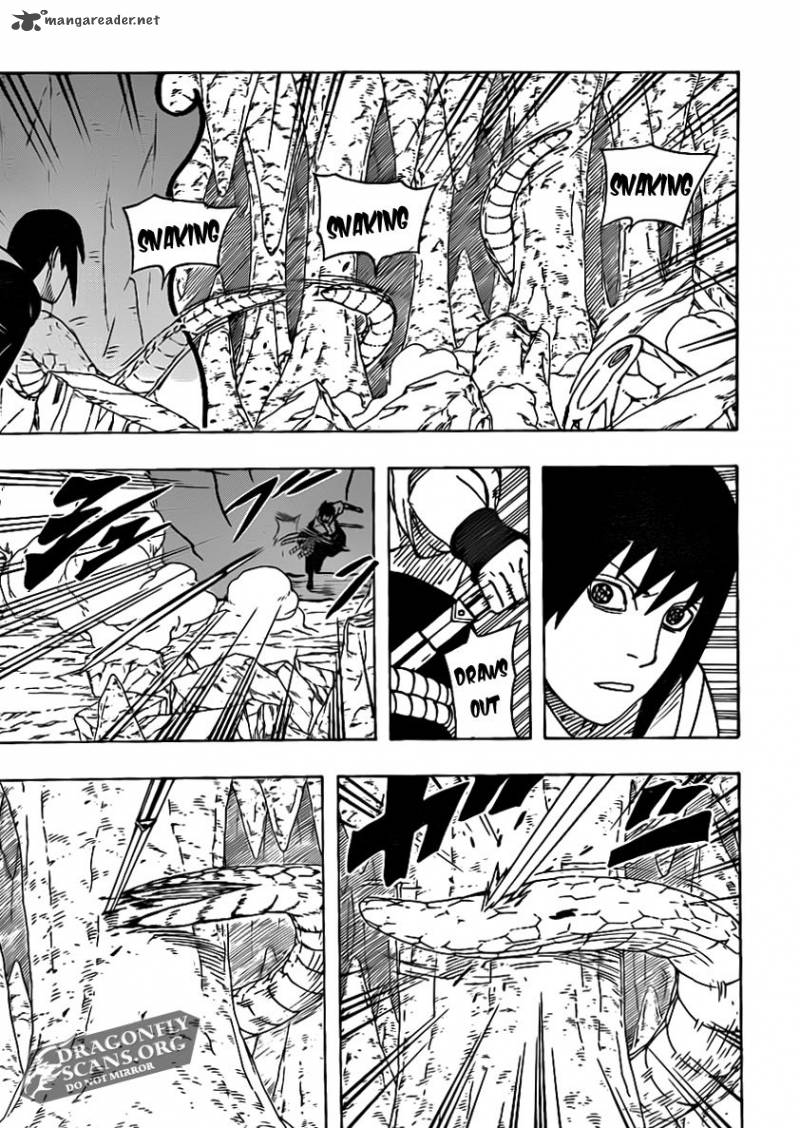 mangareader.net
SNAKING
SNAKING
SNAKING
DRAWS
OUT
DRAGONFLY
SCANS.ORG
DO NOT MIRROR